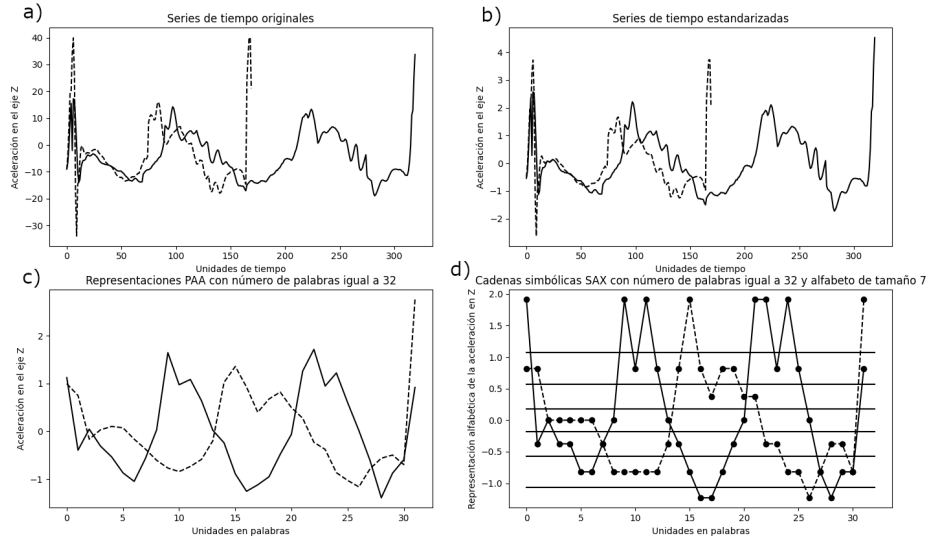 a)
Series de tiempo originales
Aceleración en el eje Z
40
30
20
10
0
−10
−20
−30
0 50 100 150 200 250 300
Unidades de tiempo
b)
Series de tiempo estandarizadas
Aceleración en el eje Z
4
3
2
1
0
−1
−2
0 50 100 150 200 250 300
Unidades de tiempo
c)
Representaciones PAA con número de palabras igual a 32
Aceleración en el eje Z
2
1
0
−1
0 5 10 15 20 25 30
Unidades en palabras
d)
Cadenas simbólicas SAX con número de palabras igual a 32 y alfabeto de tamaño 7
Representación alfabética de la aceleración en Z
2.0
1.5
1.0
0.5
0.0
−0.5
−1.0
0 5 10 15 20 25 30
Unidades en palabras